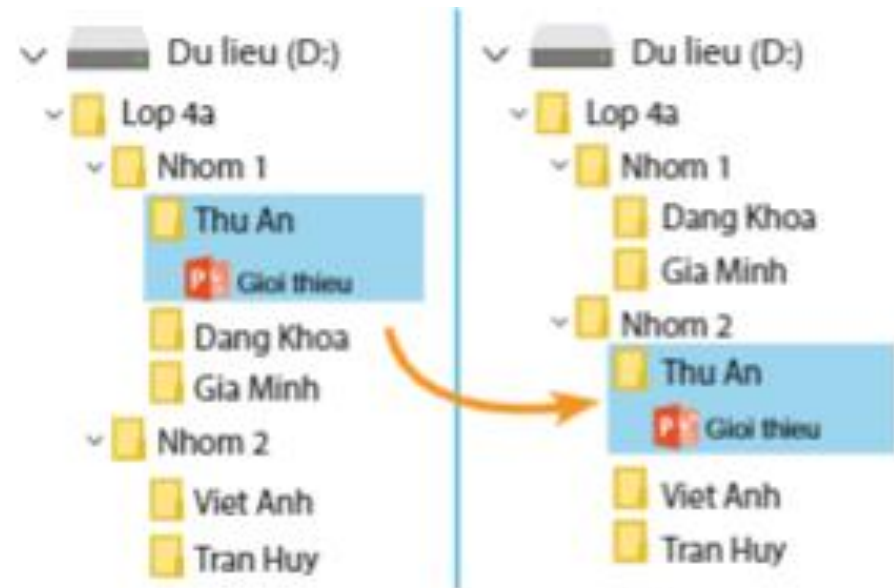 Du lieu (D:)
Lop 4a
Nhom 1
Thu An
Gioi thieu
Dang Khoa
Gia Minh
Nhom 2
Viet Anh
Tran Huy
Du lieu (D:)
Lop 4a
Nhom 1
Dang Khoa
Gia Minh
Nhom 2
Thu An
Gioi thieu
Viet Anh
Tran Huy